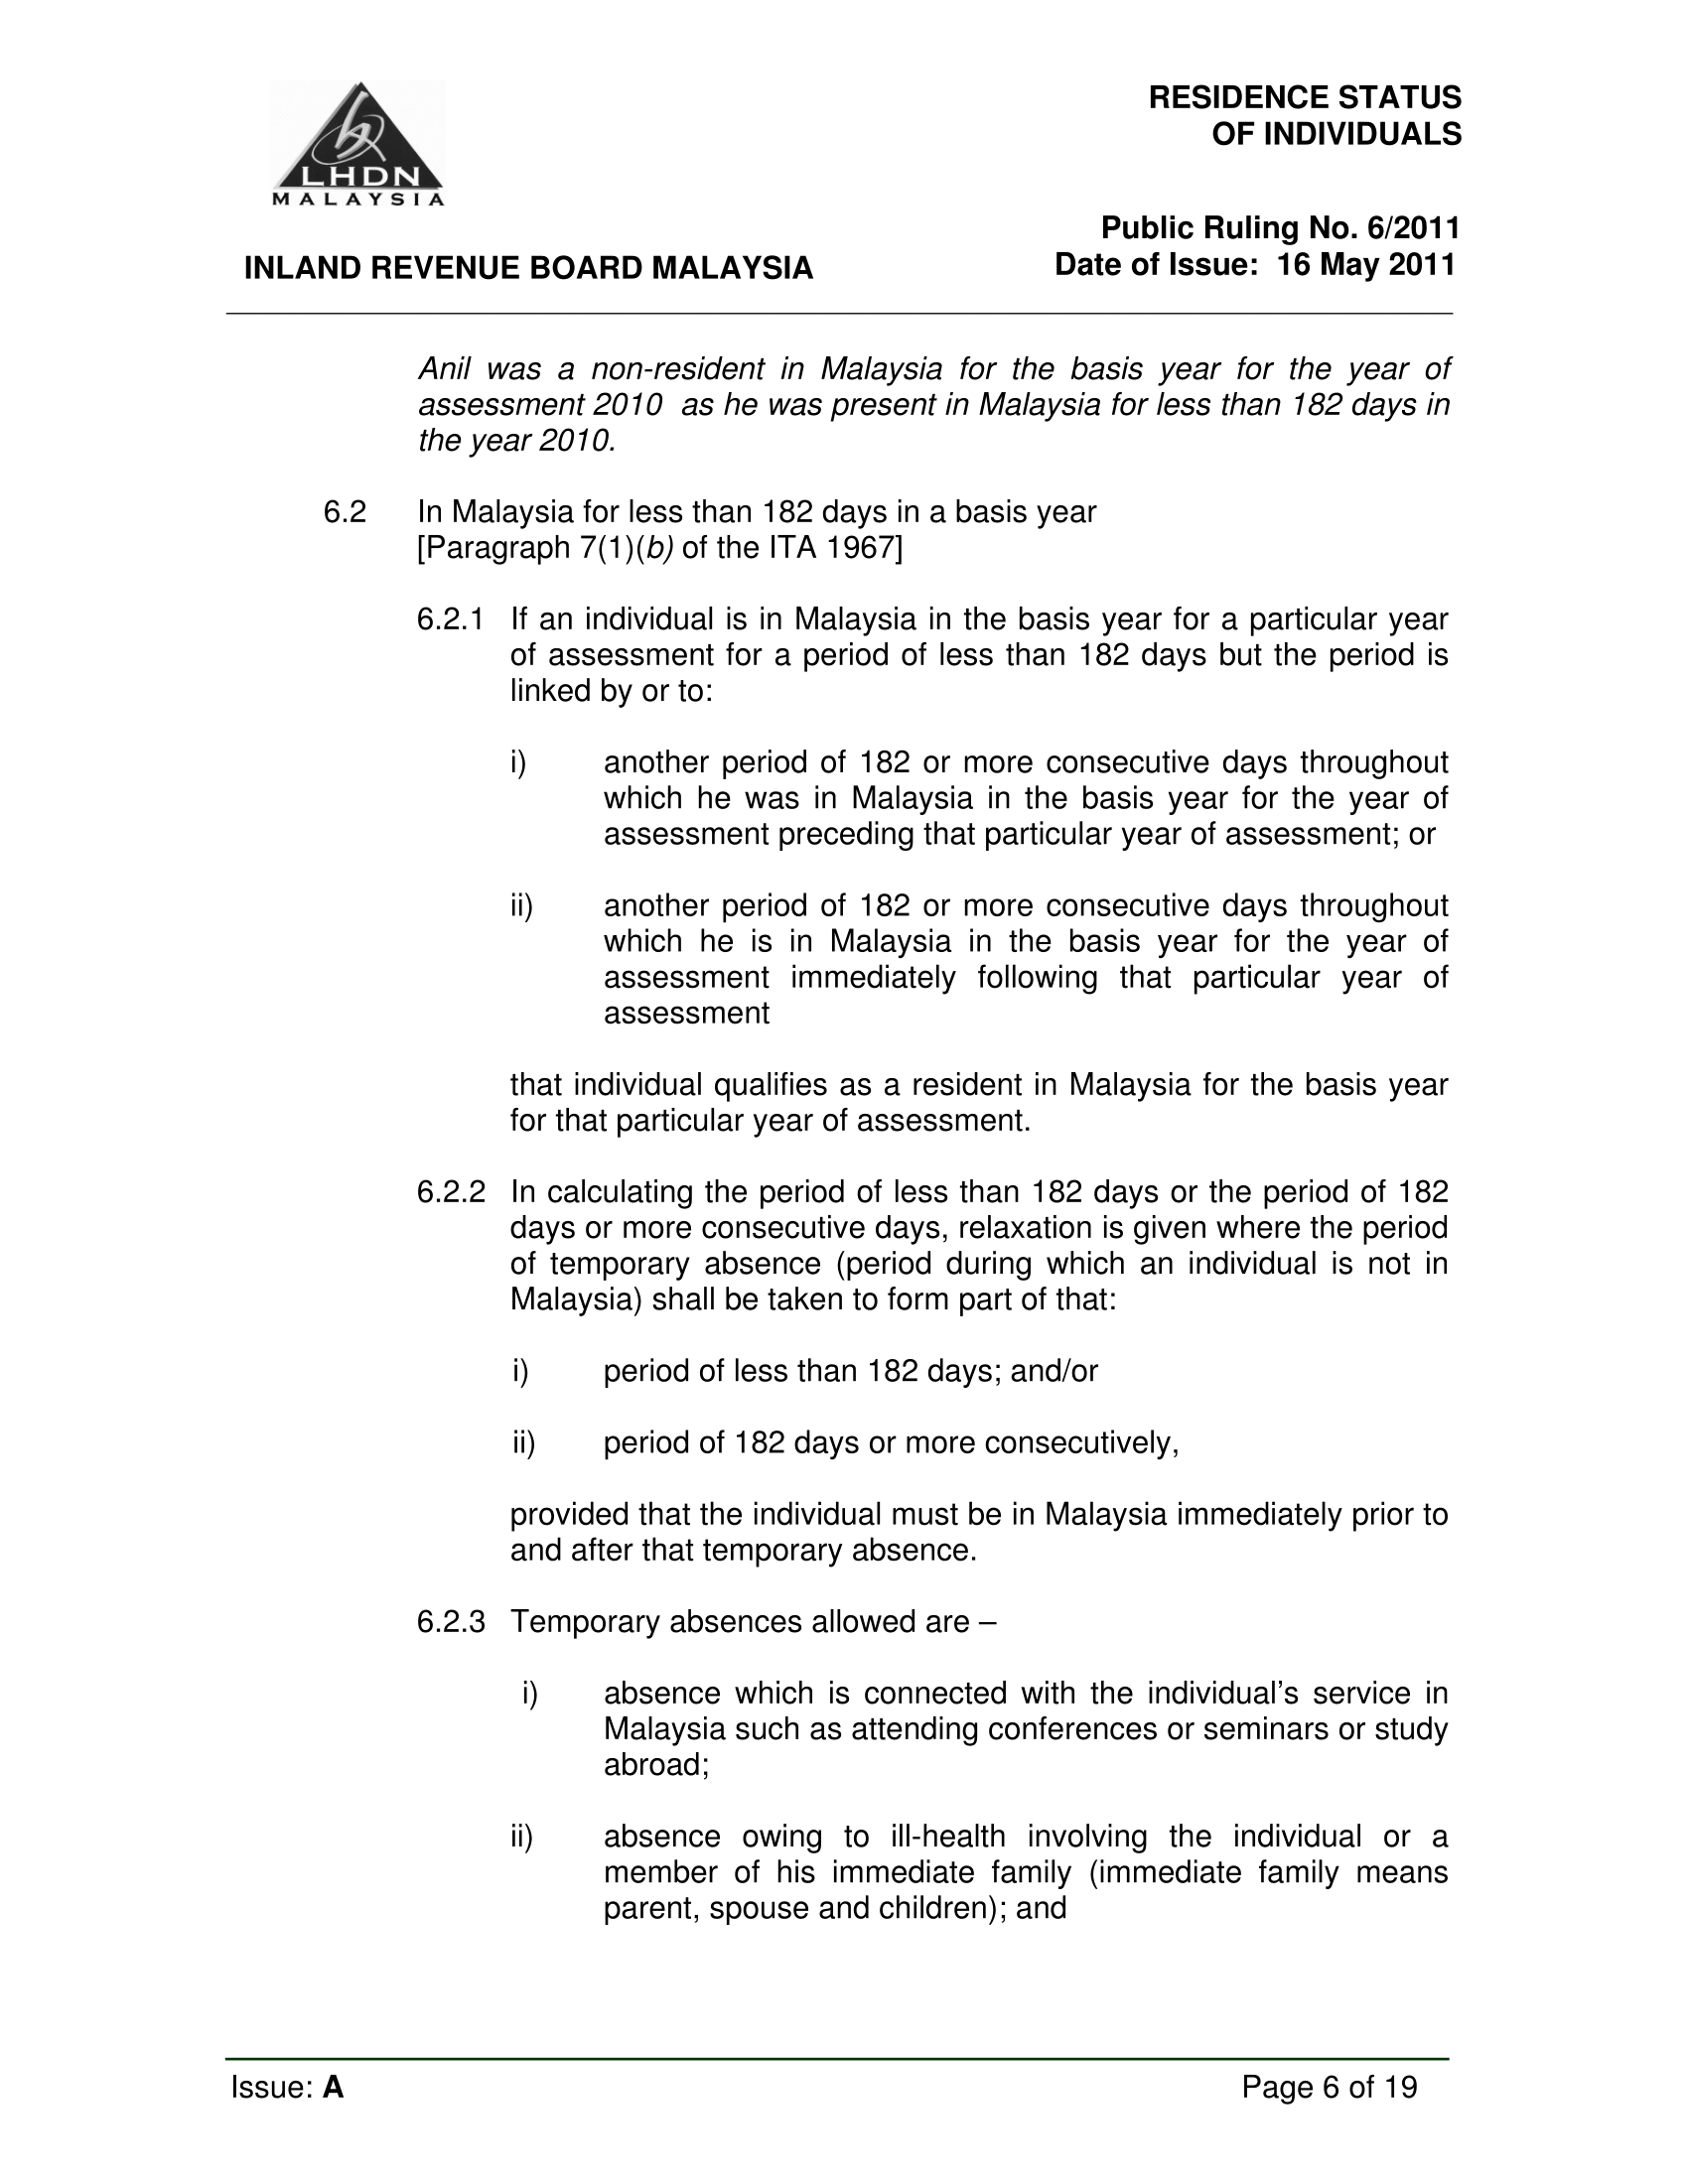 LHDN
MALAYSIA
INLAND REVENUE BOARD MALAYSIA
RESIDENCE STATUS
OF INDIVIDUALS
Public Ruling No. 6/2011
Date of Issue: 16 May 2011
Anil was a non-resident in Malaysia for the basis year for the year of
assessment 2010 as he was present in Malaysia for less than 182 days in
the year 2010.
6.2 In Malaysia for less than 182 days in a basis year
[Paragraph 7(1)(b) of the ITA 1967]
6.2.1 If an individual is in Malaysia in the basis year for a particular year
of assessment for a period of less than 182 days but the period is
linked by or to:
i) another period of 182 or more consecutive days throughout
which he was in Malaysia in the basis year for the year of
assessment preceding that particular year of assessment; or
ii) another period of 182 or more consecutive days throughout
which he is in Malaysia in the basis year for the year of
assessment immediately following that particular year of
assessment
that individual qualifies as a resident in Malaysia for the basis year
for that particular year of assessment.
6.2.2 In calculating the period of less than 182 days or the period of 182
days or more consecutive days, relaxation is given where the period
of temporary absence (period during which an individual is not in
Malaysia) shall be taken to form part of that:
i) period of less than 182 days; and/or
ii) period of 182 days or more consecutively,
provided that the individual must be in Malaysia immediately prior to
and after that temporary absence.
6.2.3 Temporary absences allowed are –
i) absence which is connected with the individual’s service in
Malaysia such as attending conferences or seminars or study
abroad;
ii) absence owing to ill-health involving the individual or a
member of his immediate family (immediate family means
parent, spouse and children); and
Issue: A
Page 6 of 19